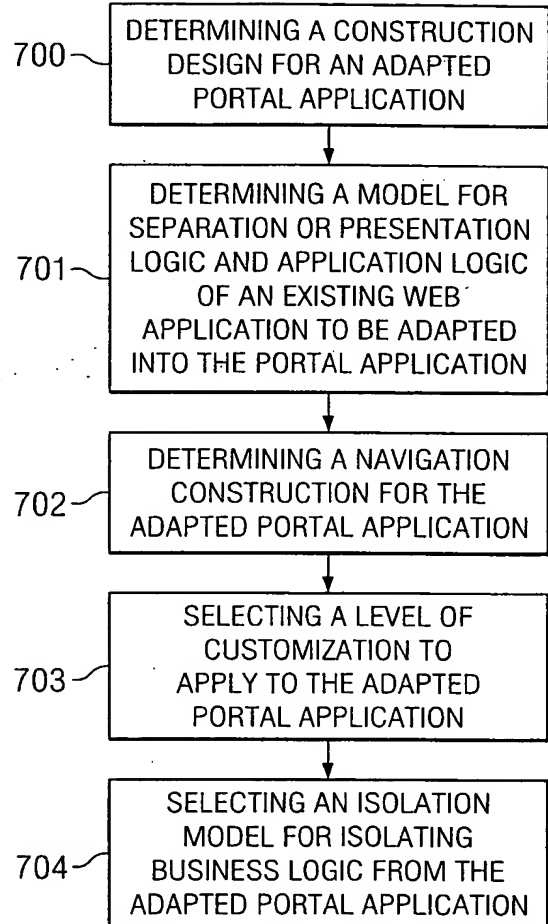 700
DETERMINING A CONSTRUCTION
DESIGN FOR AN ADAPTED
PORTAL APPLICATION
701
DETERMINING A MODEL FOR
SEPARATION OR PRESENTATION
LOGIC AND APPLICATION LOGIC
OF AN EXISTING WEB
APPLICATION TO BE ADAPTED
INTO THE PORTAL APPLICATION
702
DETERMINING A NAVIGATION
CONSTRUCTION FOR THE
ADAPTED PORTAL APPLICATION
703
SELECTING A LEVEL OF
CUSTOMIZATION TO
APPLY TO THE ADAPTED
PORTAL APPLICATION
704
SELECTING AN ISOLATION
MODEL FOR ISOLATING
BUSINESS LOGIC FROM THE
ADAPTED PORTAL APPLICATION